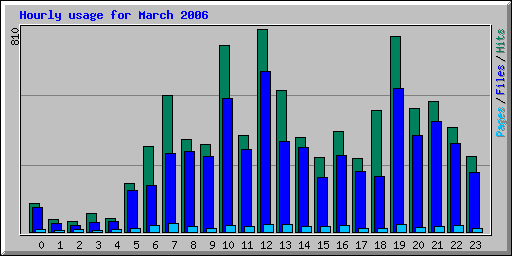 Hourly usage for March 2006
810
Pages/Files/Hits
0 1 2 3 4 5 6 7 8 9 10 11 12 13 14 15 16 17 18 19 20 21 22 23